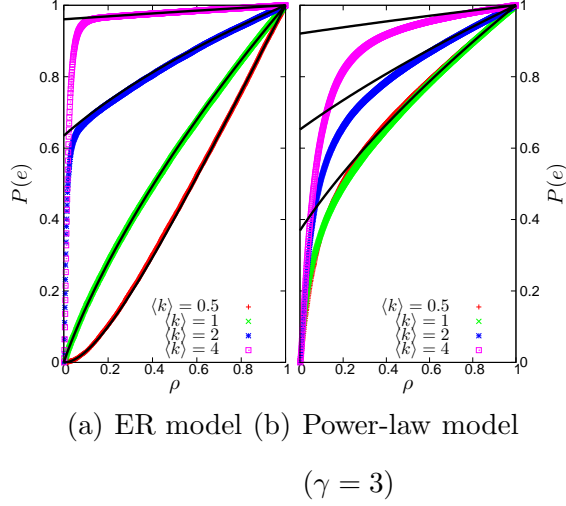 1
0.8
0.6
0.4
0.2
0
P(e)
0 0.2 0.4 0.6 0.8 1
ρ
⟨k⟩ = 0.5
⟨k⟩ = 1
⟨k⟩ = 2
⟨k⟩ = 4
1
0.8
0.6
0.4
0.2
0
P(e)
0 0.2 0.4 0.6 0.8 1
ρ
⟨k⟩ = 0.5
⟨k⟩ = 1
⟨k⟩ = 2
⟨k⟩ = 4
(a) ER model (b) Power-law model
(γ = 3)